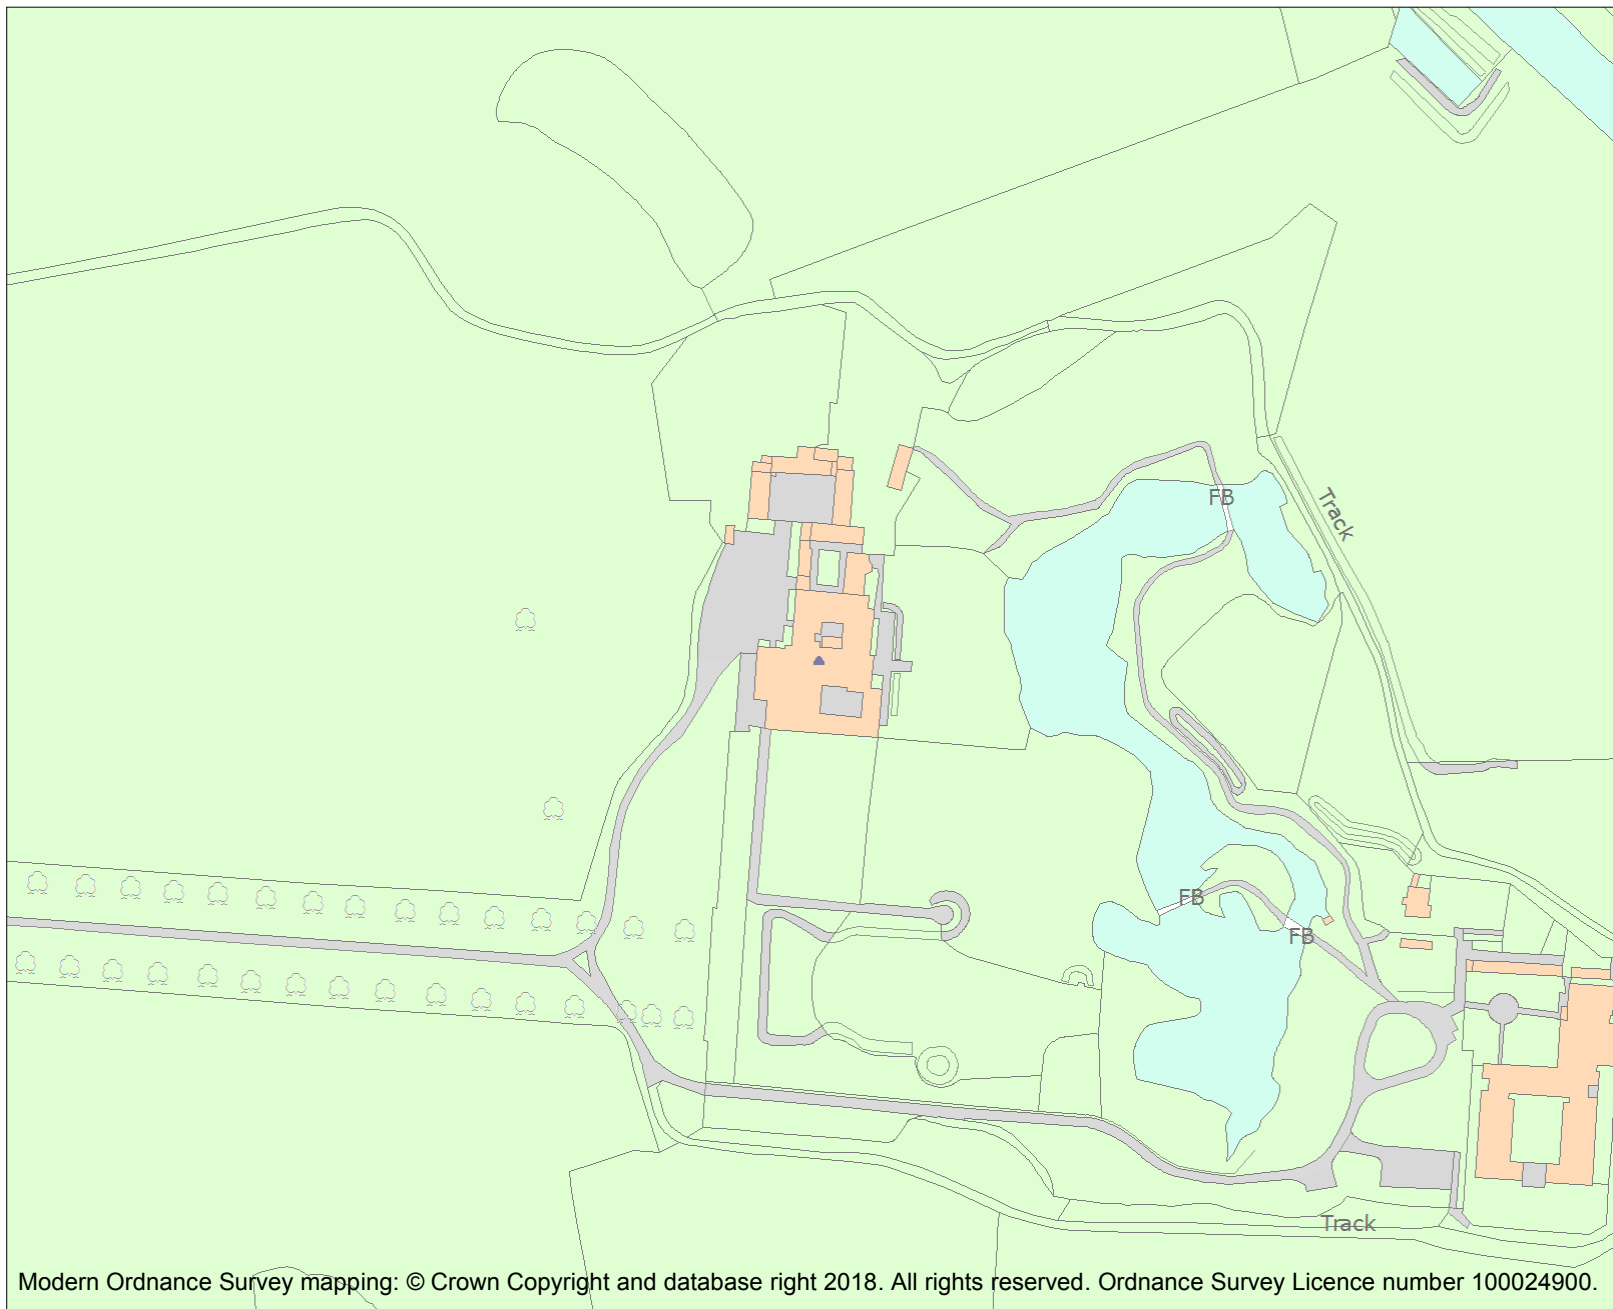 FB
Track
FB
FB
Track
Modern Ordnance Survey mapping: © Crown Copyright and database right 2018. All rights reserved. Ordnance Survey Licence number 100024900.